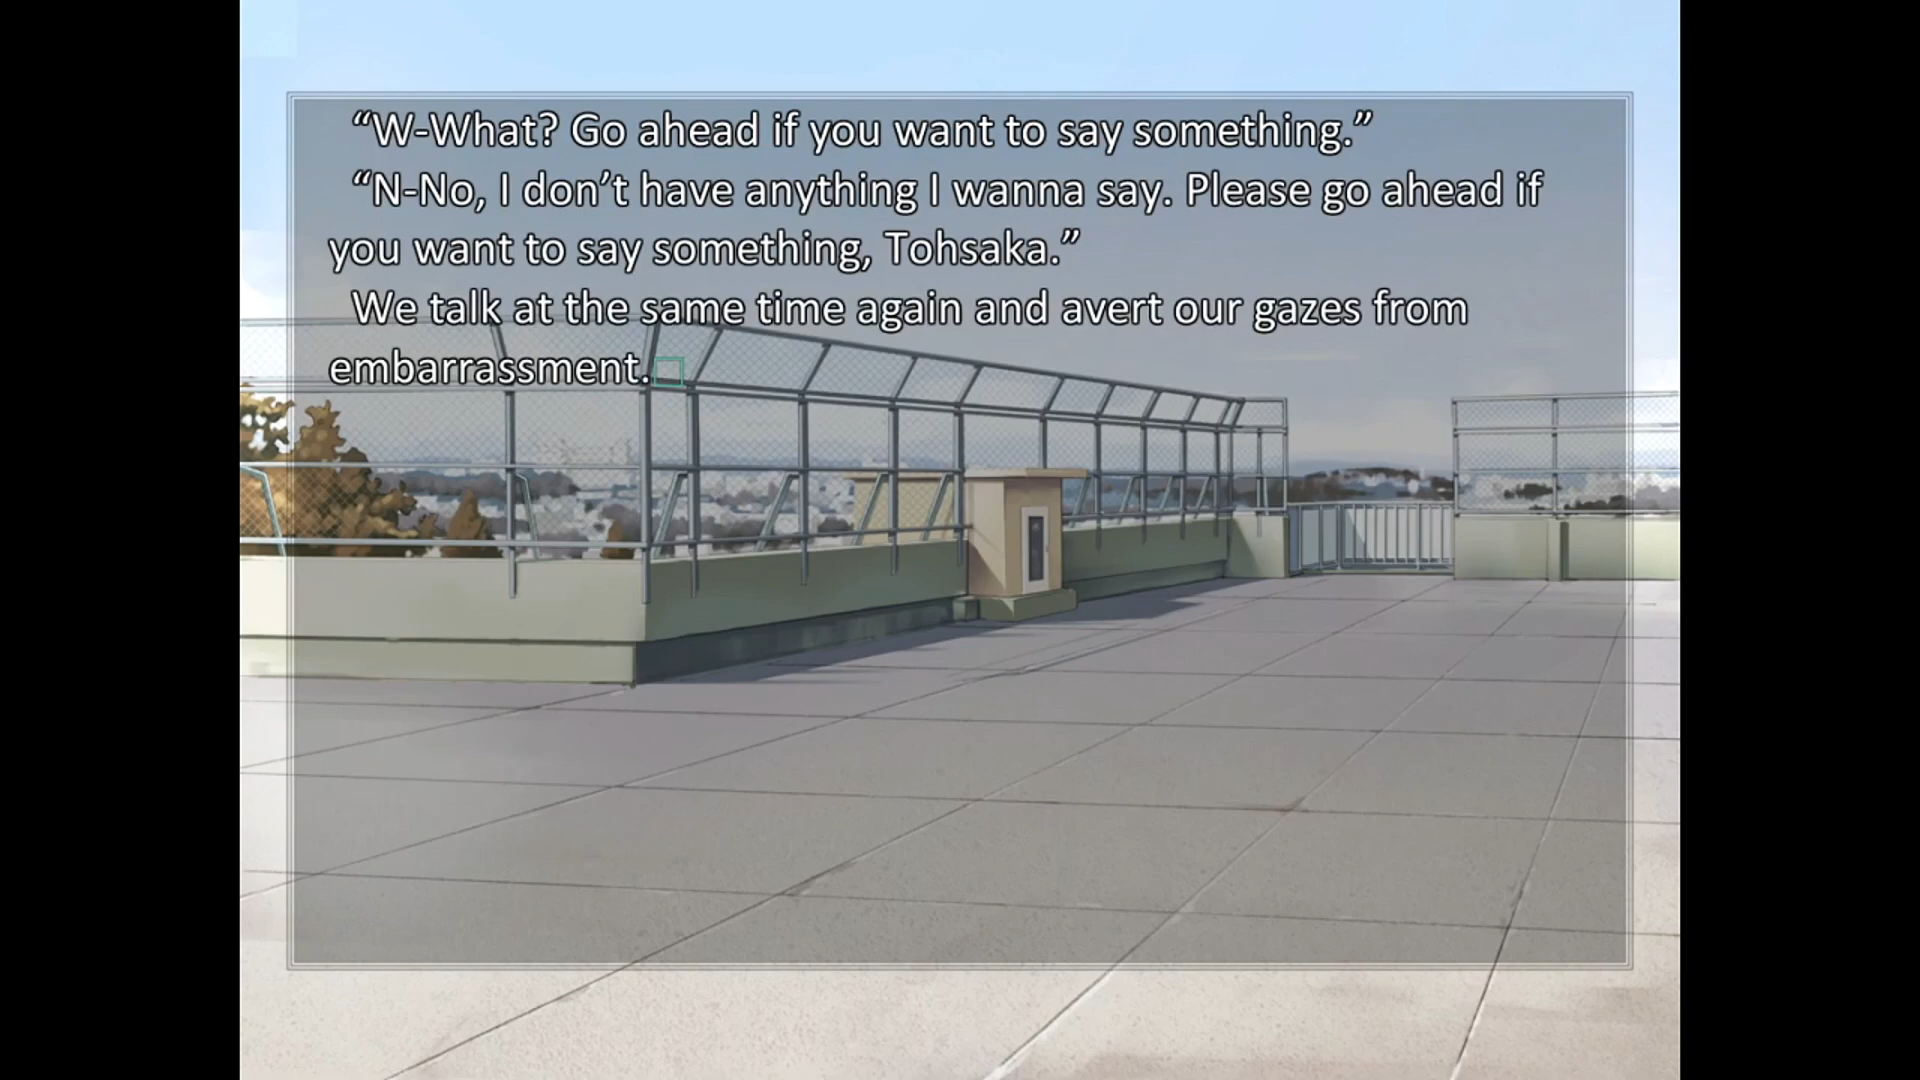 “W-What? Go ahead if you want to say something.”
“N-No, I don’t have anything I wanna say. Please go ahead if
you want to say something, Tohsaka.”
We talk at the same time again and avert our gazes from
embarrassment.